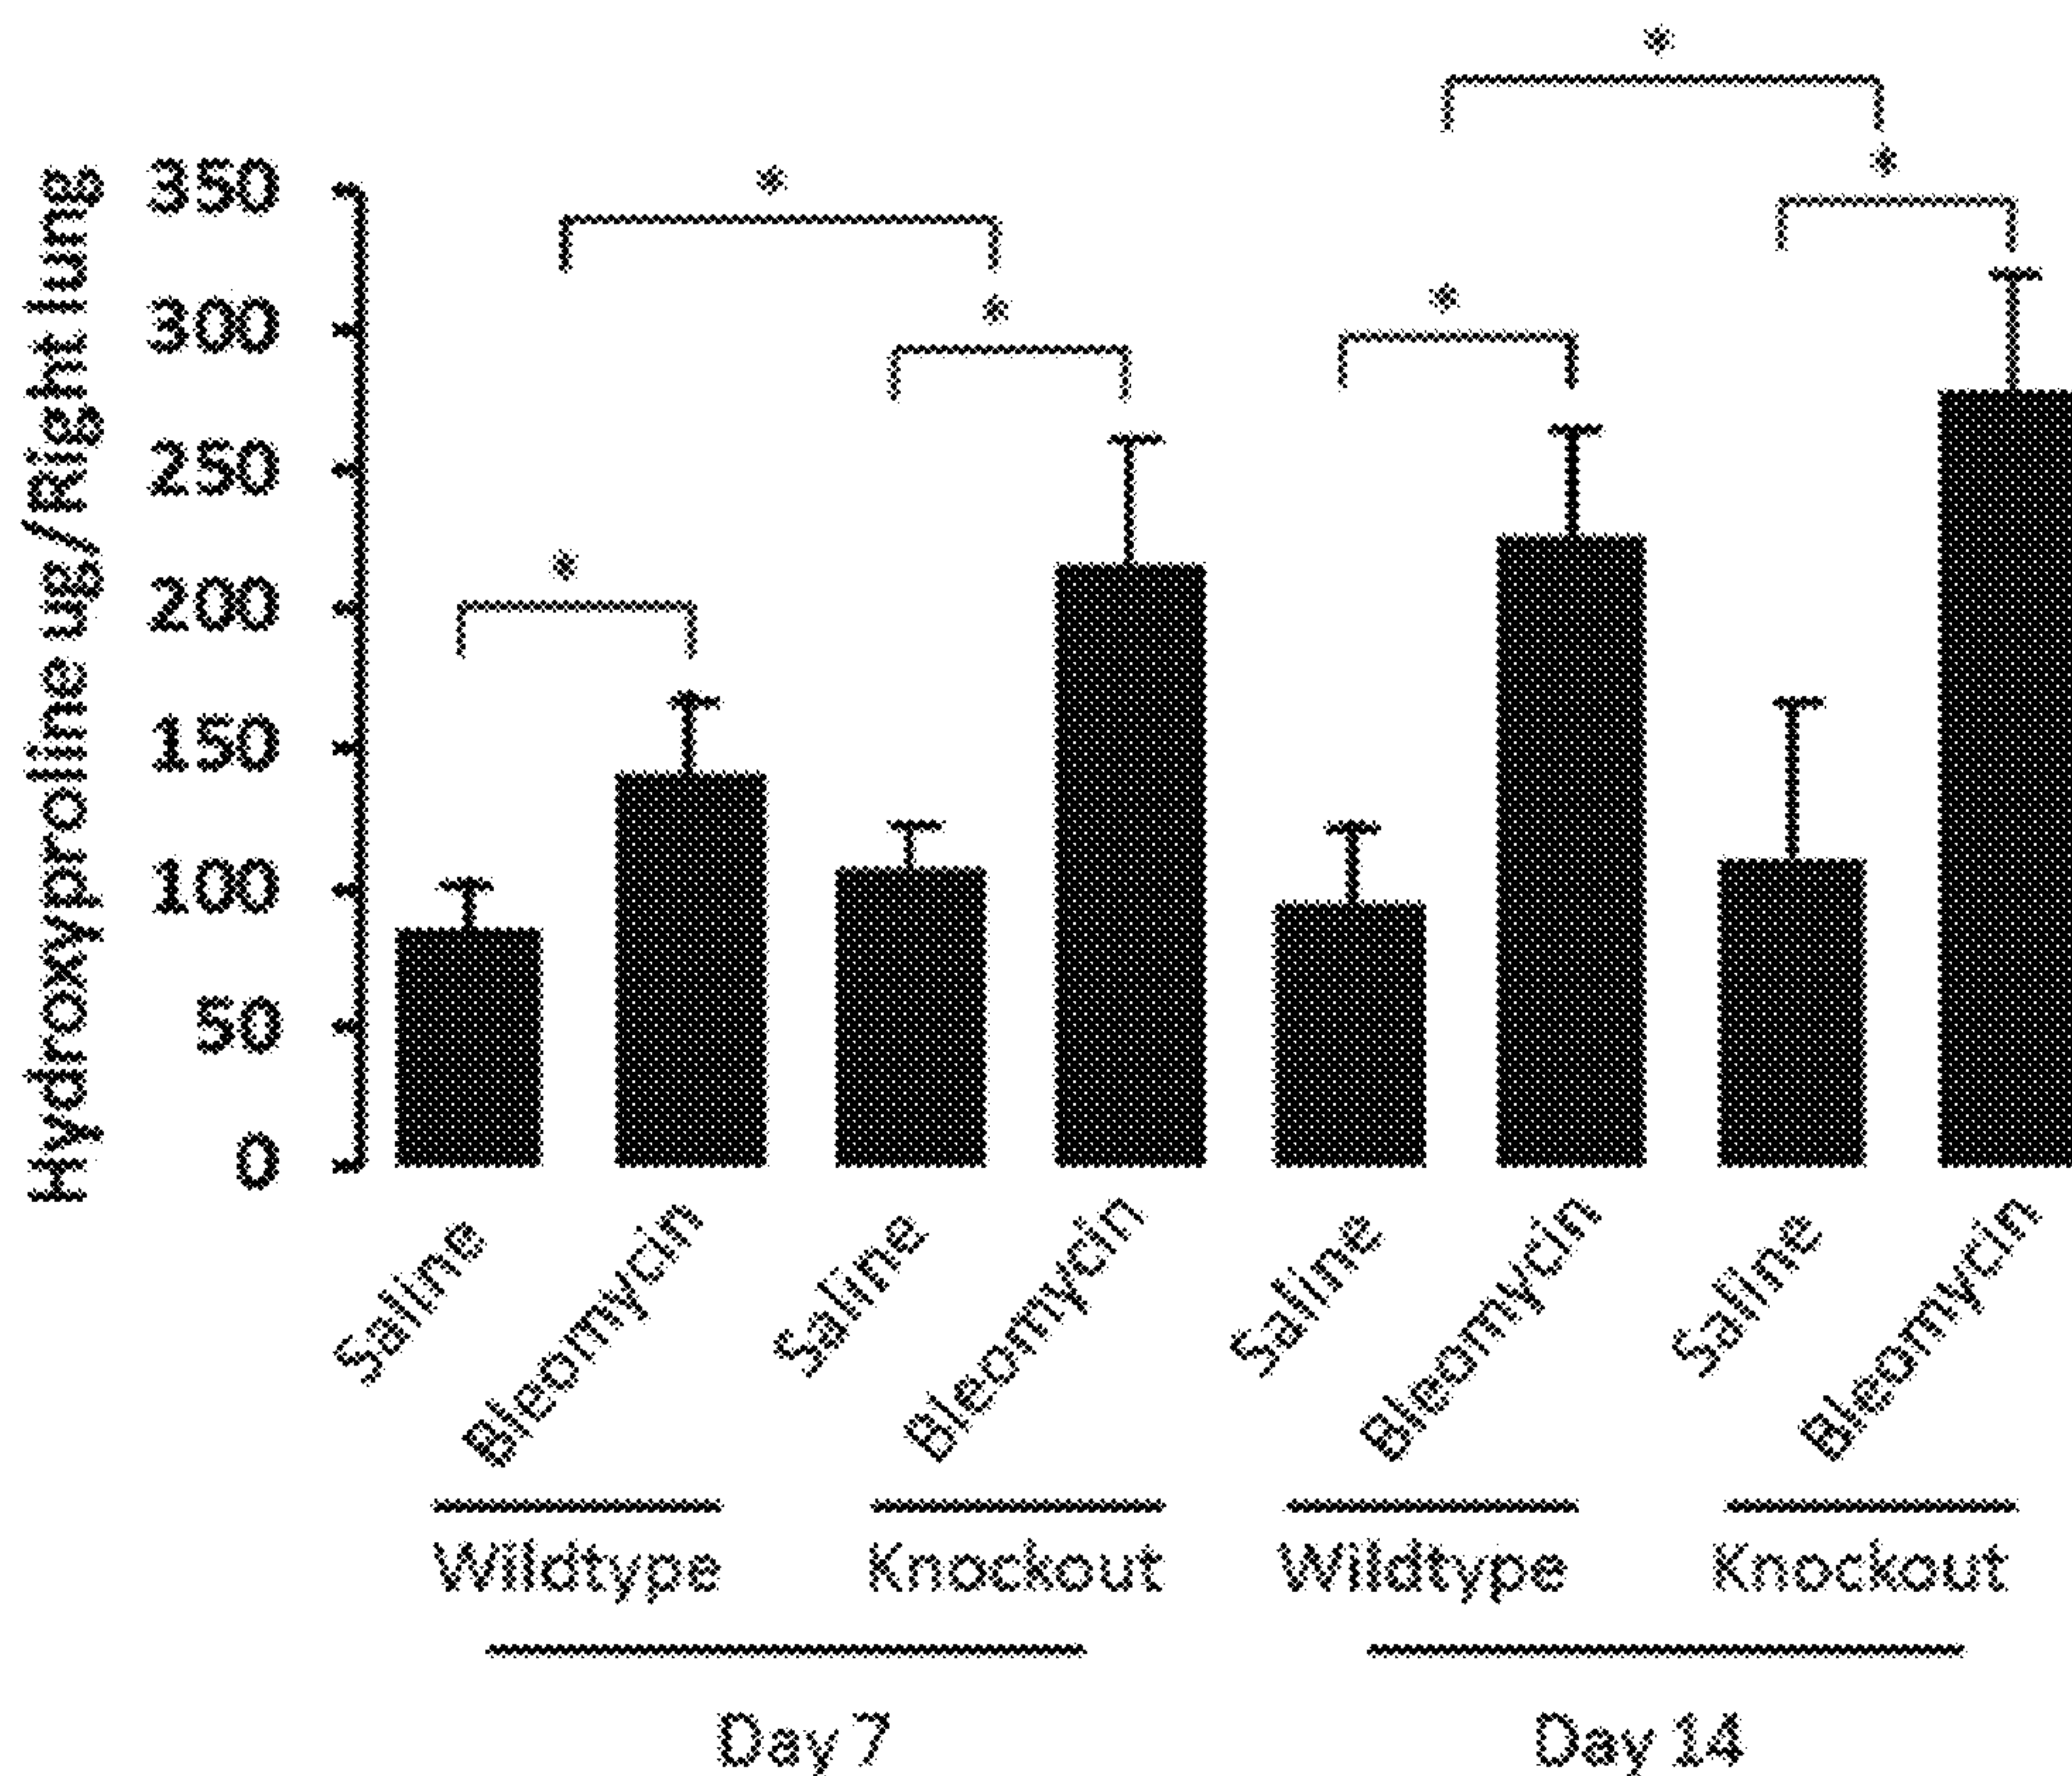 Hydroxyproline ug/Right lung
350
300
250
200
150
100
50
0
*
*
*
*
*
*
Saline
Bleomycin
Saline
Bleomycin
Saline
Bleomycin
Saline
Bleomycin
Wildtype
Knockout
Wildtype
Knockout
Day 7
Day 14